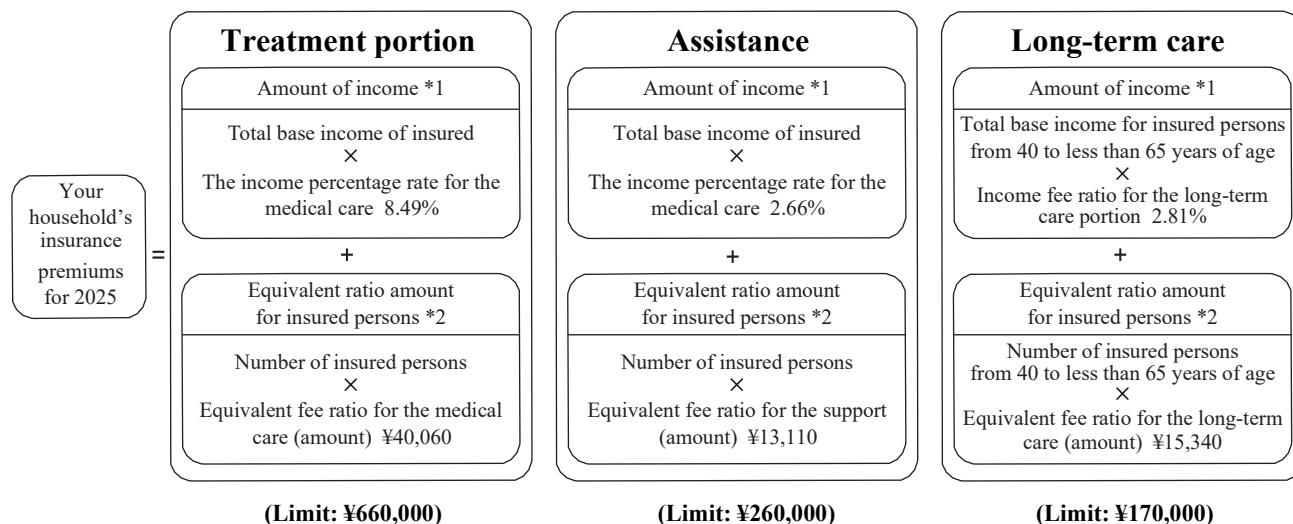 Your
household's
insurance
premiums
for 2025
=
Treatment portion
Amount of income *1
Total base income of insured
×
The income percentage rate for the
medical care 8.49%
+
Equivalent ratio amount
for insured persons *2
Number of insured persons
×
Equivalent fee ratio for the medical
care (amount) ¥40,060
(Limit: ¥660,000)
Assistance
Amount of income *1
Total base income of insured
×
The income percentage rate for the
medical care 2.66%
+
Equivalent ratio amount
for insured persons *2
Number of insured persons
×
Equivalent fee ratio for the support
(amount) ¥13,110
(Limit: ¥260,000)
Long-term care
Amount of income *1
Total base income for insured persons
from 40 to less than 65 years of age
×
Income fee ratio for the long-term
care portion 2.81%
+
Equivalent ratio amount
for insured persons *2
Number of insured persons
from 40 to less than 65 years of age
×
Equivalent fee ratio for the long-term
care (amount) ¥15,340
(Limit: ¥170,000)